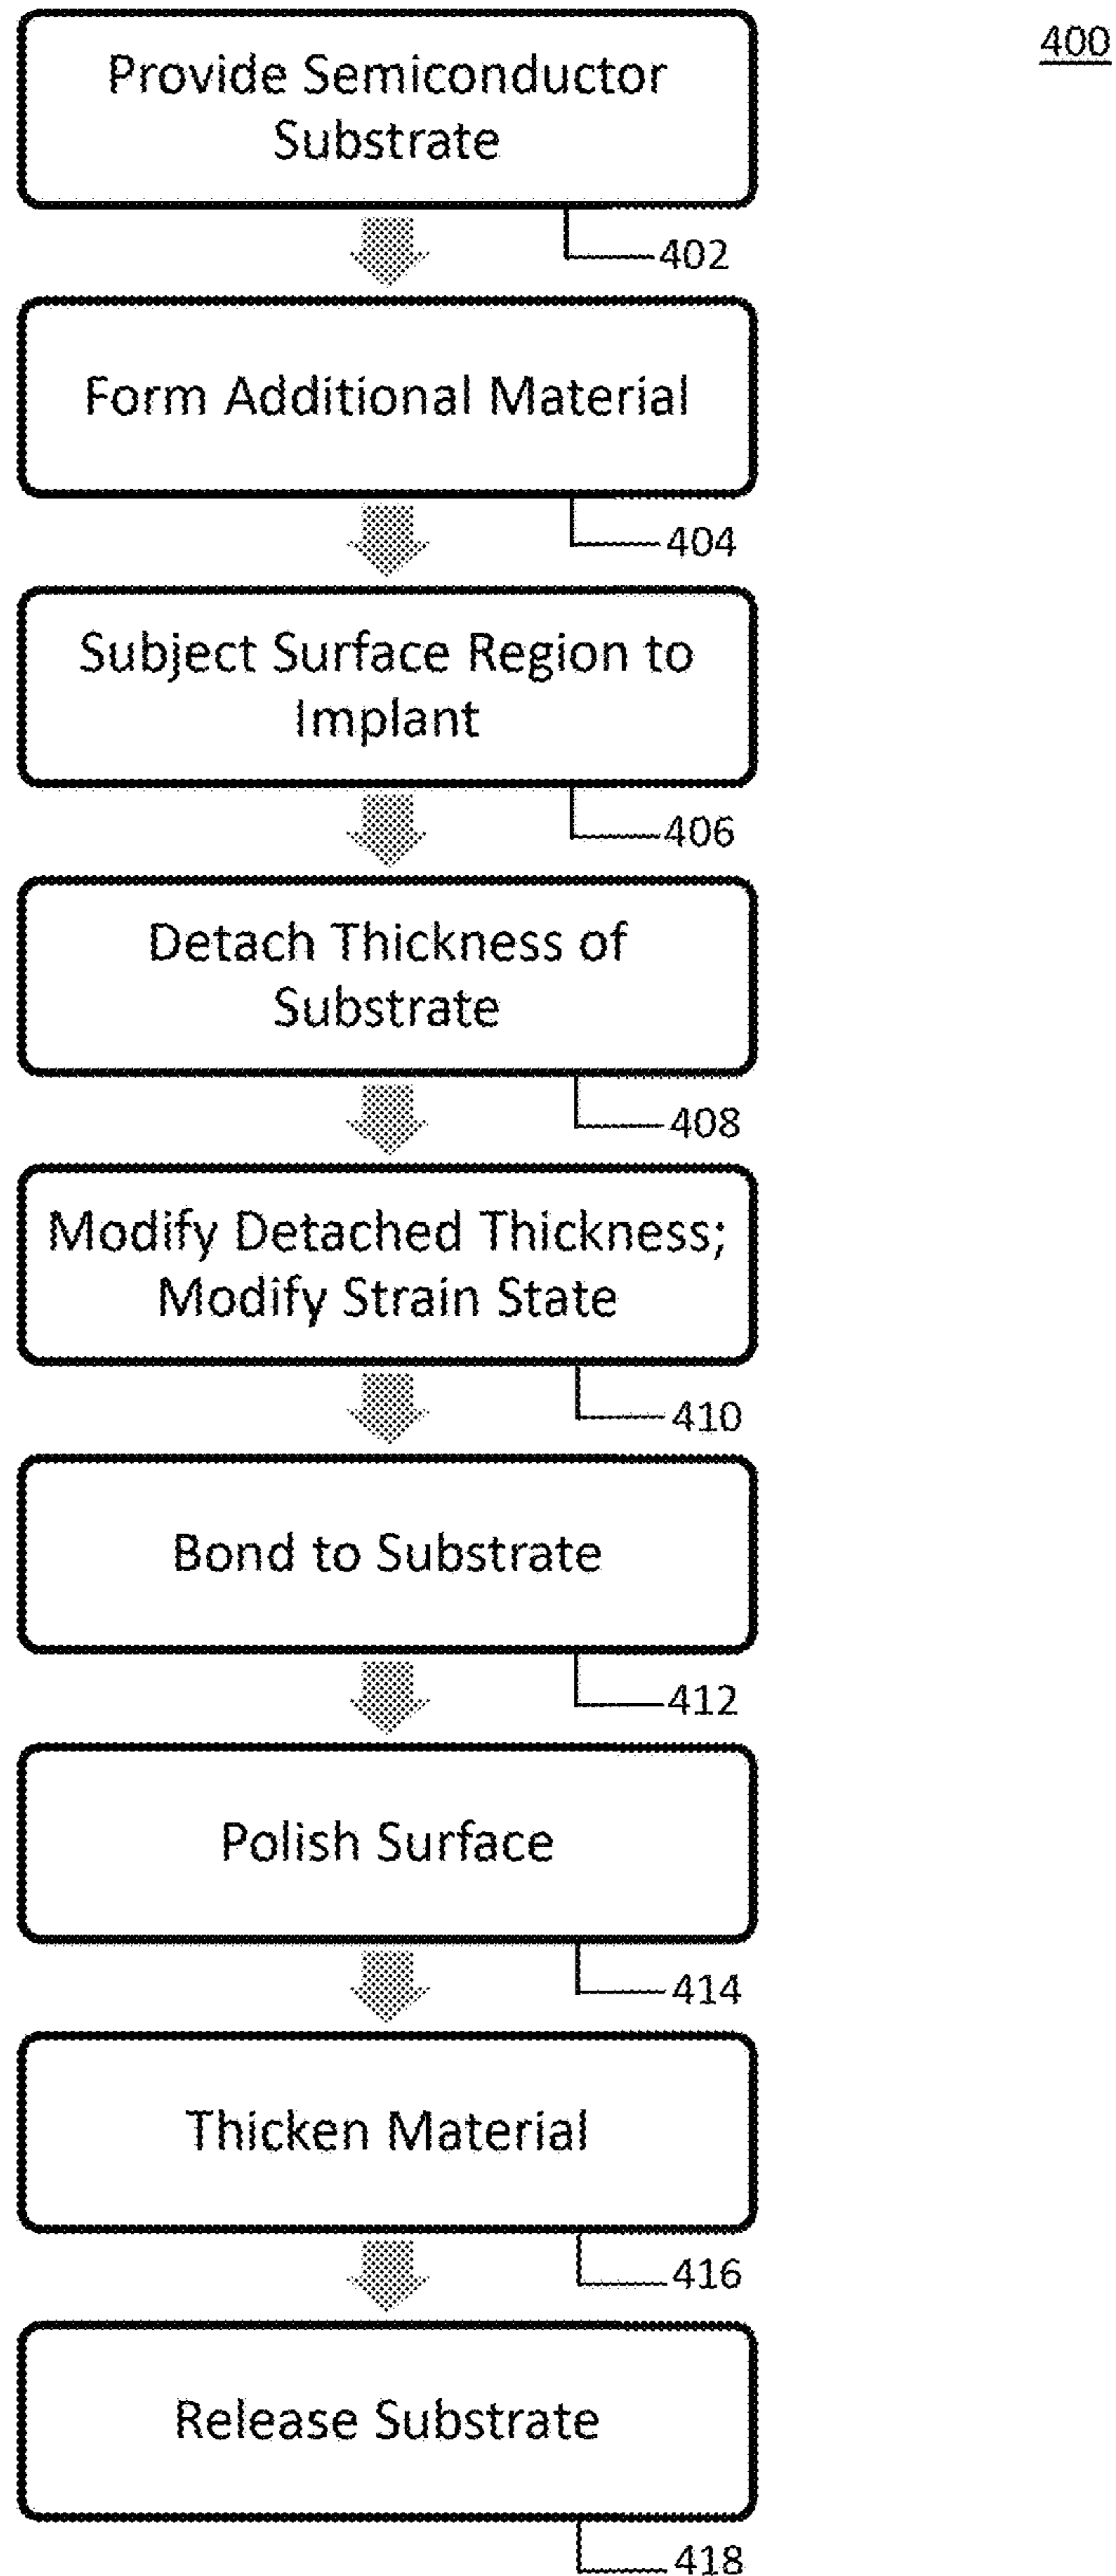 400
Provide Semiconductor
Substrate
402
Form Additional Material
404
Subject Surface Region to
Implant
406
Detach Thickness of
Substrate
408
Modify Detached Thickness;
Modify Strain State
410
Bond to Substrate
412
Polish Surface
414
Thicken Material
416
Release Substrate
418